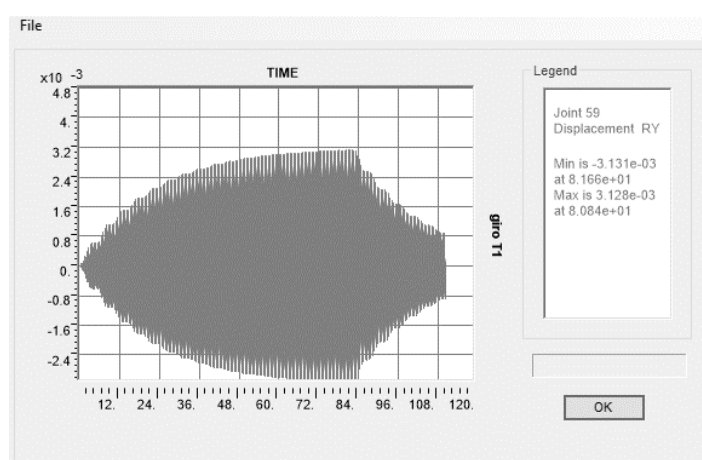 File
TIME
x10 -3
4.8
4.
3.2
2.4
1.6
0.8
0.
-0.8
-1.6
-2.4
12. 24. 36. 48. 60. 72. 84. 96. 108. 120.
giro T1
Legend
Joint 59
Displacement RY
Min is -3.131e-03
at 8.166e+01
Max is 3.128e-03
at 8.084e+01
OK